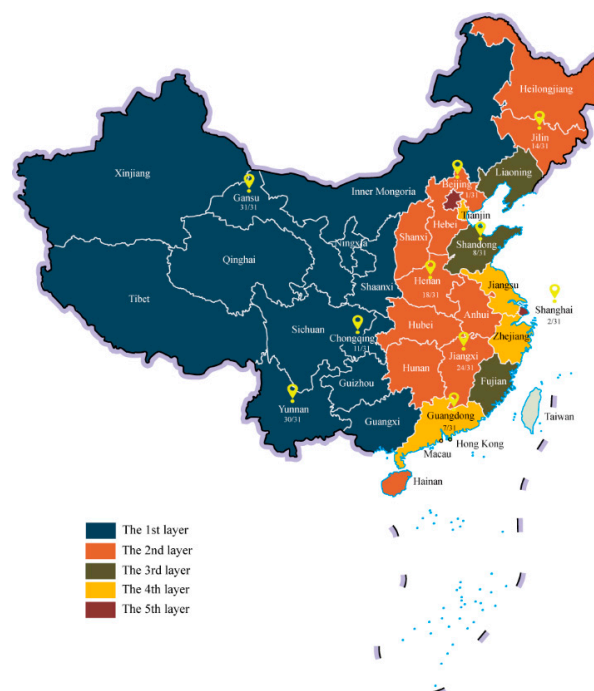 Heilongjiang
Jilin
14/31
Liaoning
Xinjiang
Gansu
31/31
Inner Mongoria
Beijing
1/31
Tianjin
Hebei
Shanxi
Shandong
8/31
Ningxia
Qinghai
Shaanxi
Henan
18/31
Jiangsu
Shanghai
2/31
Tibet
Anhui
Sichuan
Hubei
Chongqing
11/31
Zhejiang
Jiangxi
24/31
Hunan
Guizhou
Fujian
Yunnan
30/31
Guangxi
Guangdong
7/31
Taiwan
Hong Kong
Macau
Hainan
The 1st layer
The 2nd layer
The 3rd layer
The 4th layer
The 5th layer